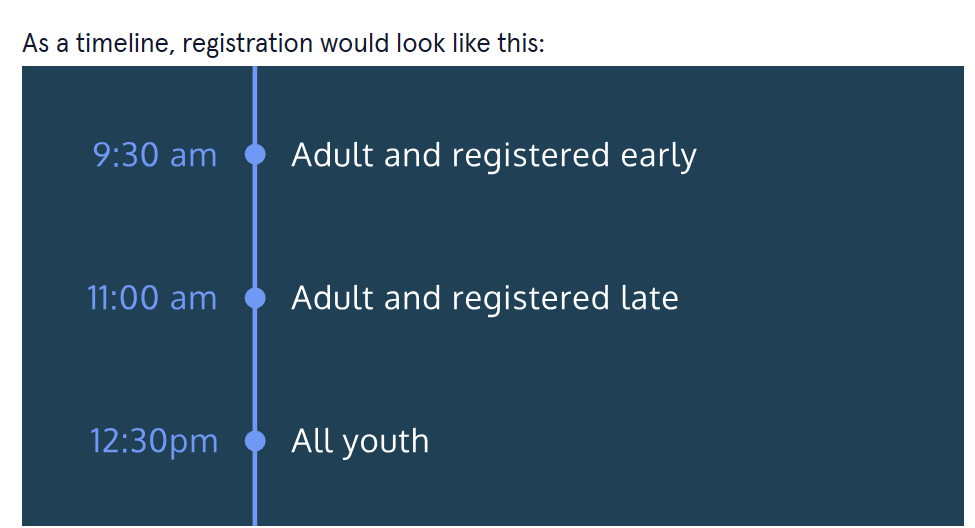 As a timeline, registration would look like this:
9:30 am Adult and registered early
11:00 am Adult and registered late
12:30pm All youth